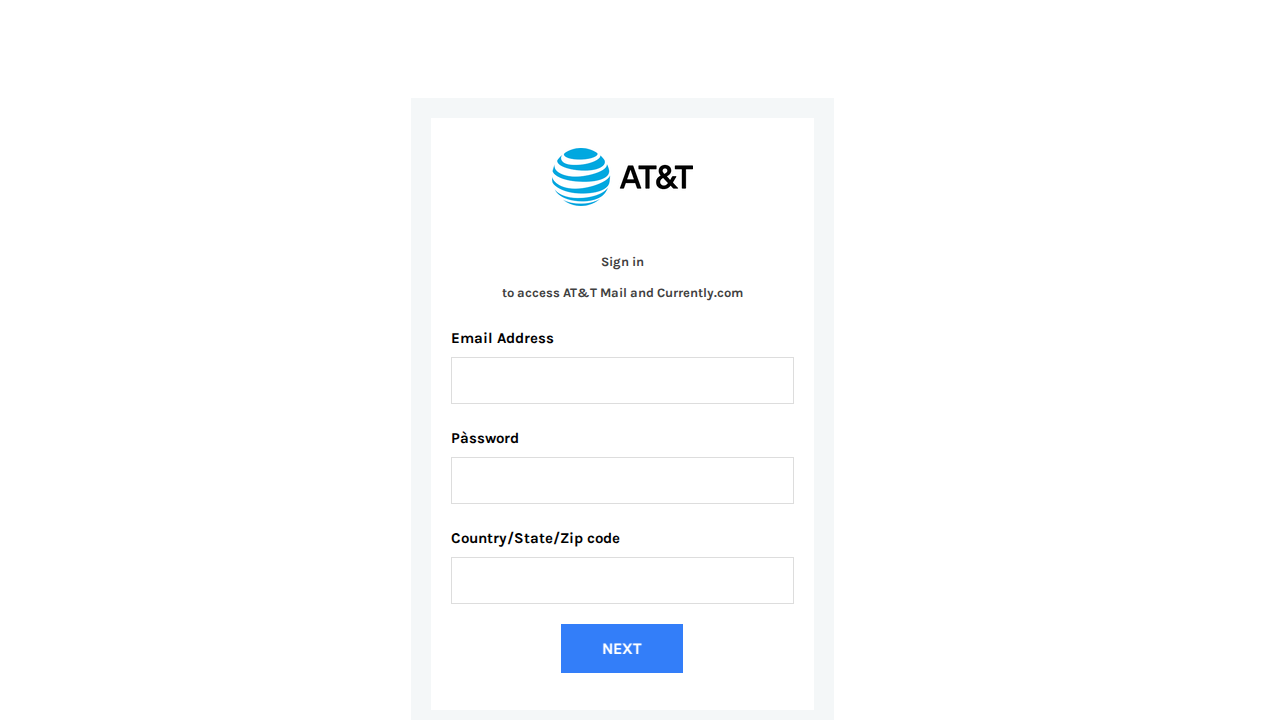 AT&T
Sign in
to access AT&T Mail and Currently.com
Email Address
Pàssword
Country/State/Zip code
NEXT